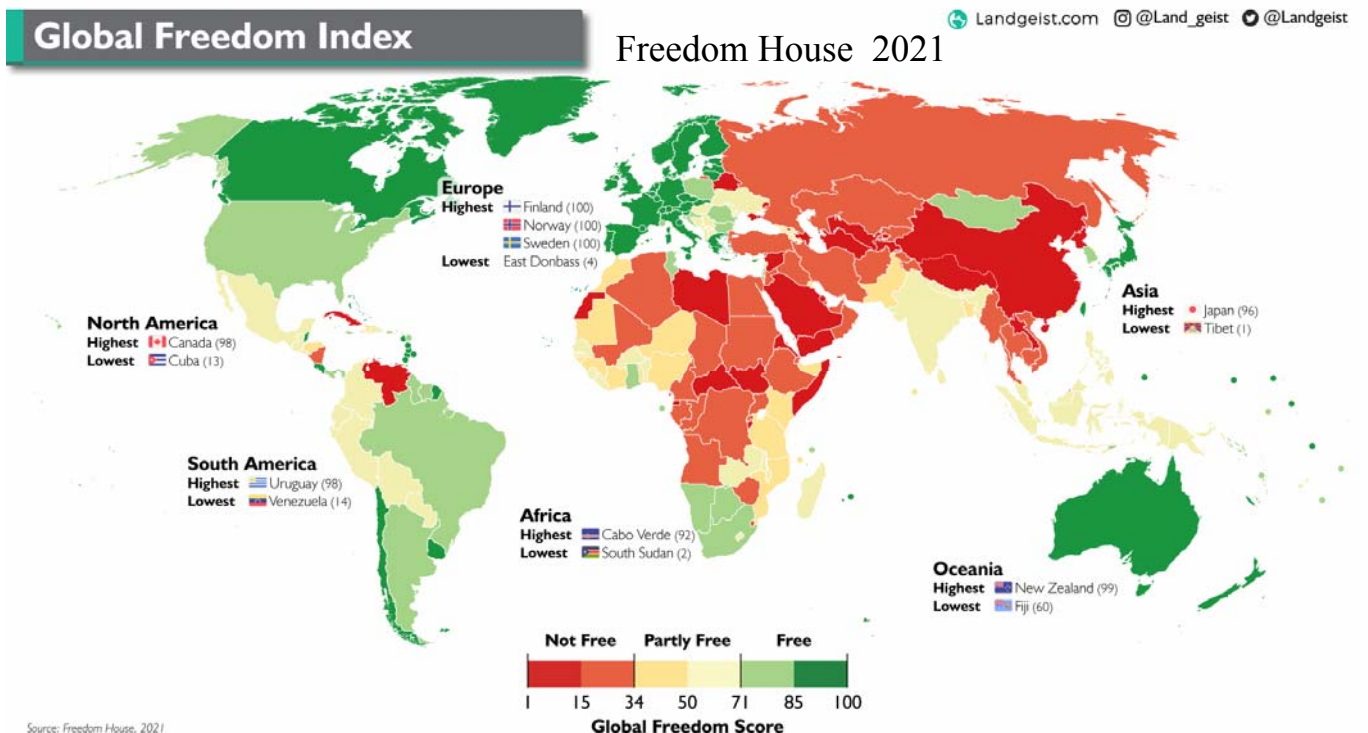 Global Freedom Index
Freedom House 2021
Landgeist.com @Land_geist @Landgeist
Europe
Highest Finland (100)
Norway (100)
Sweden (100)
Lowest East Donbass (4)
North America
Highest Canada (98)
Lowest Cuba (13)
Asia
Highest Japan (96)
Lowest Tibet (1)
South America
Highest Uruguay (98)
Lowest Venezuela (14)
Africa
Highest Cabo Verde (92)
Lowest South Sudan (2)
Oceania
Highest New Zealand (99)
Lowest Fiji (60)
Not Free Partly Free Free
1 15 34 50 71 85 100
Global Freedom Score
Source: Freedom House, 2021